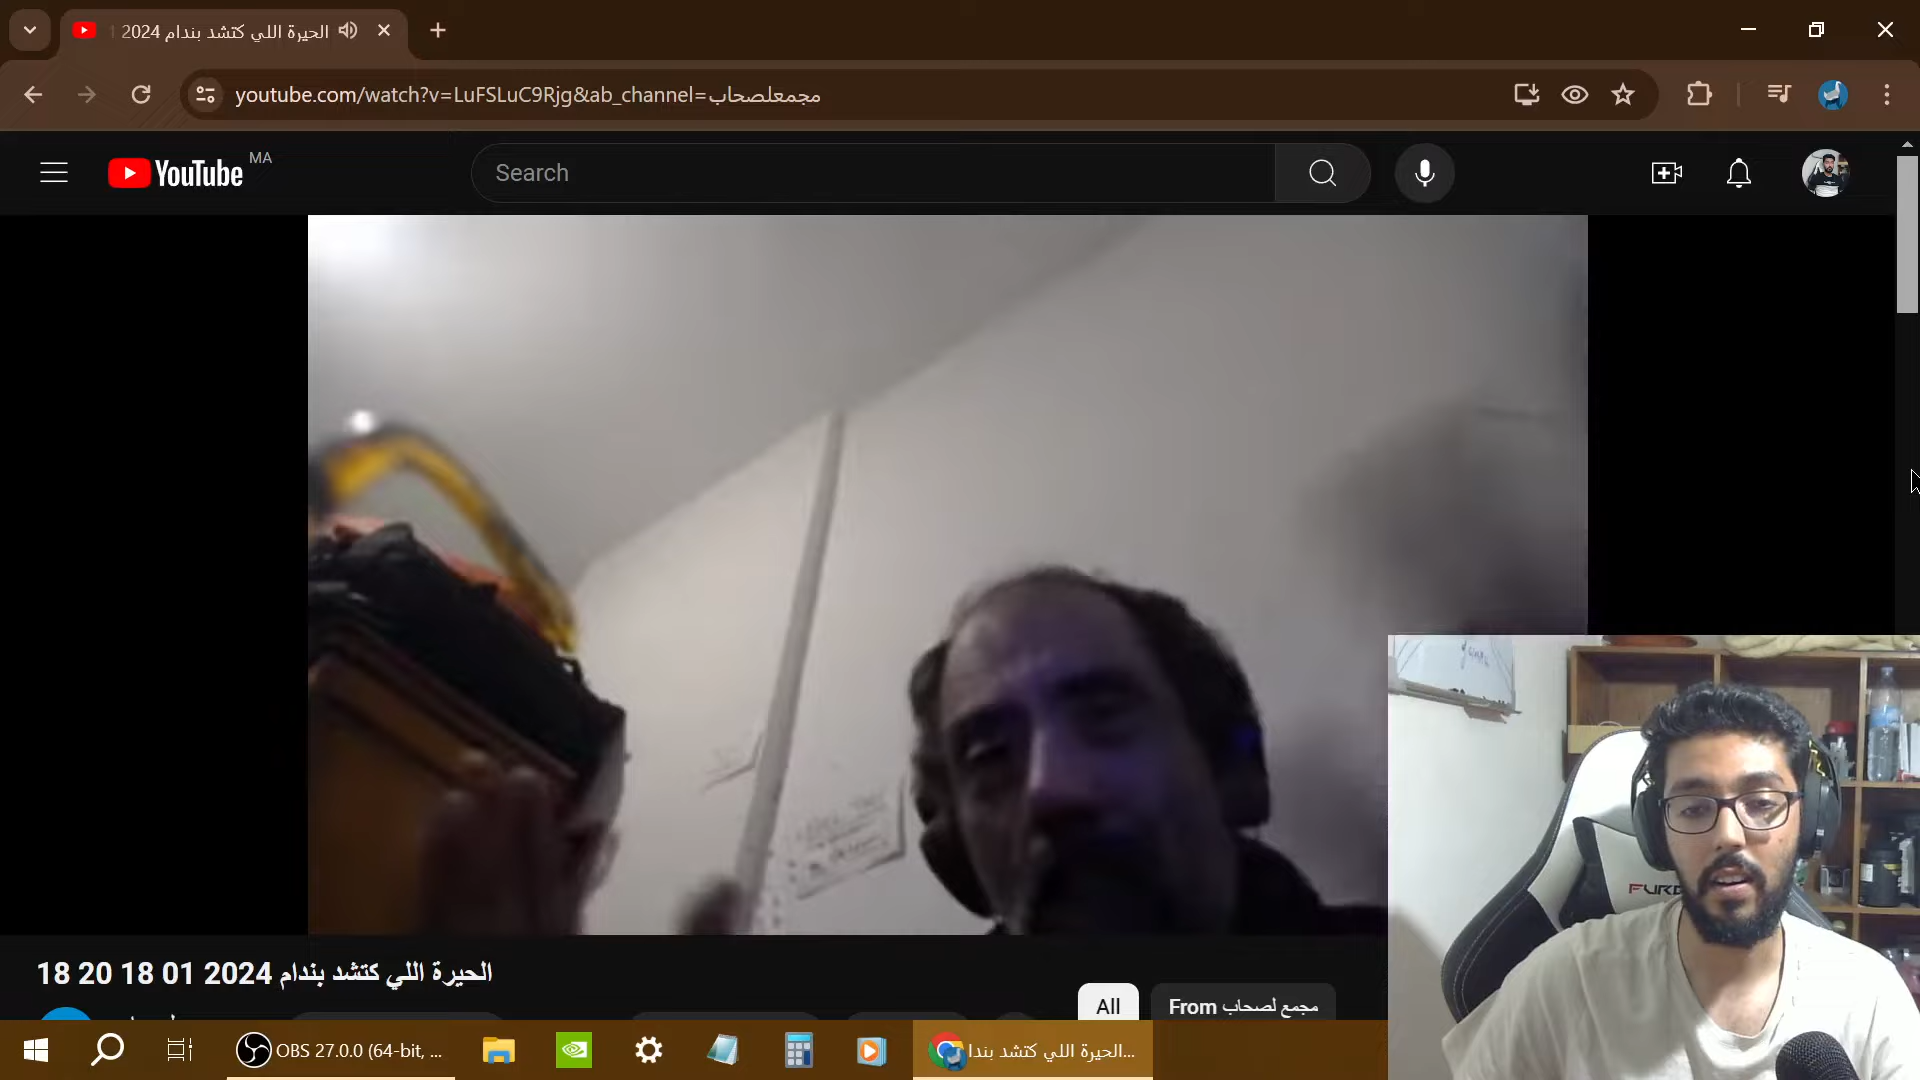 الحيرة اللي كتشد بندام 2024
youtube.com/watch?v=LuFSLuC9Rjg&ab_channel=مجمعلصحاب
YouTube MA
Search
الحيرة اللي كتشد بندام 2024 01 18 20 18
All
From مجمع لصحاب
OBS 27.0.0 (64-bit, ...
الحيرة اللي كتشد بندا...